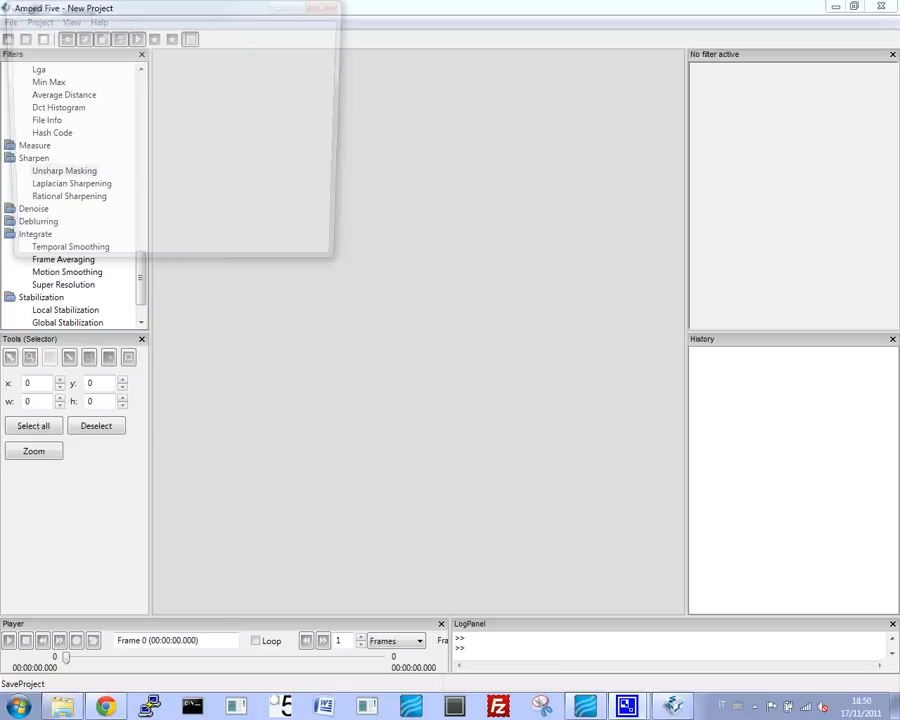 Amped Five - New Project
File Project View Help
Filters
No filter active
Lga
Min Max
Average Distance
Dct Histogram
File Info
Hash Code
Measure
Sharpen
Unsharp Masking
Laplacian Sharpening
Rational Sharpening
Denoise
Deblurring
Integrate
Temporal Smoothing
Frame Averaging
Motion Smoothing
Super Resolution
Stabilization
Local Stabilization
Global Stabilization
Tools (Selector)
History
x: 0 y: 0
w: 0 h: 0
Select all Deselect
Zoom
Player
LogPanel
Frame 0 (00:00:00.000) Loop 1 Frames Fra
>>
>>
0 0
00:00:00.000 00:00:00.000
SaveProject
IT
18:50
17/11/2011